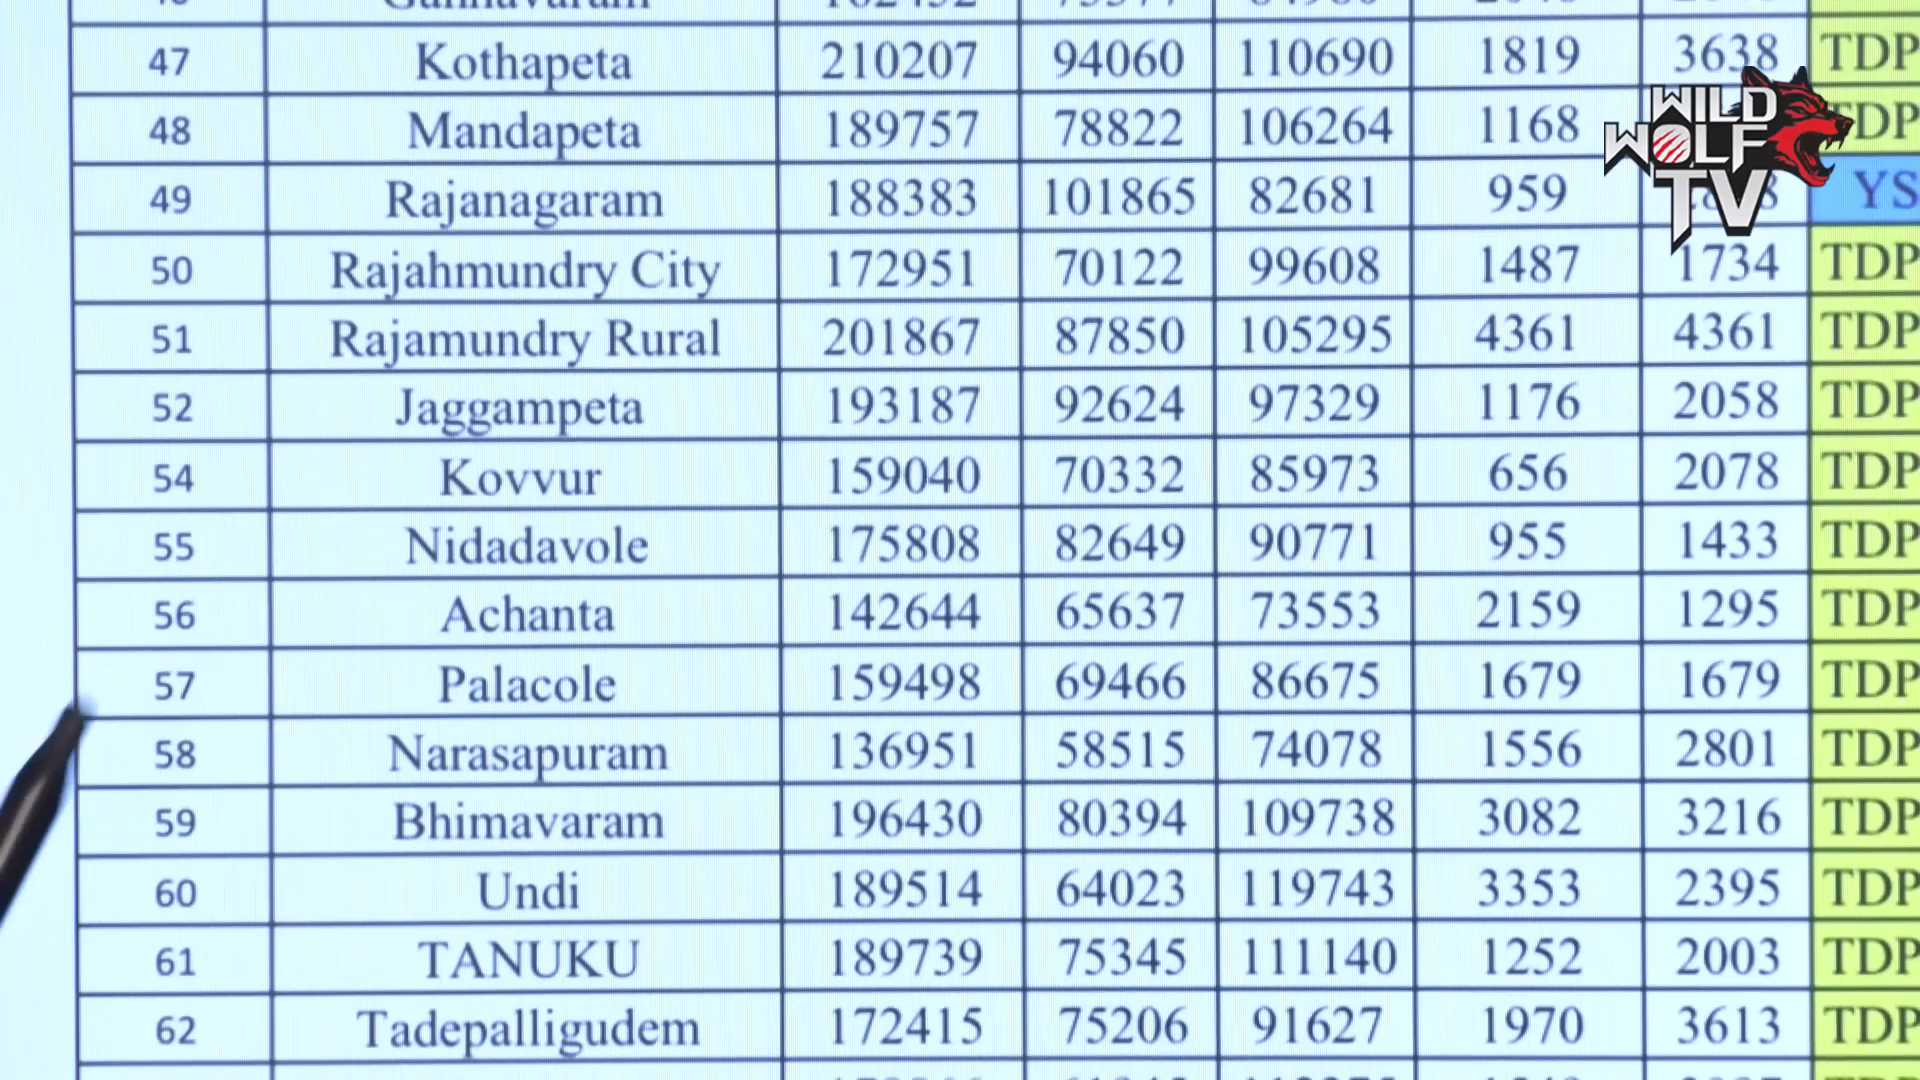 47 Kothapeta 210207 94060 110690 1819 3638 TDP
48 Mandapeta 189757 78822 106264 1168 DP
49 Rajanagaram 188383 101865 82681 959 YS
50 Rajahmundry City 172951 70122 99608 1487 1734 TDP
51 Rajamundry Rural 201867 87850 105295 4361 4361 TDP
52 Jaggampeta 193187 92624 97329 1176 2058 TDP
54 Kovvur 159040 70332 85973 656 2078 TDP
55 Nidadavole 175808 82649 90771 955 1433 TDP
56 Achanta 142644 65637 73553 2159 1295 TDP
57 Palacole 159498 69466 86675 1679 1679 TDP
58 Narasapuram 136951 58515 74078 1556 2801 TDP
59 Bhimavaram 196430 80394 109738 3082 3216 TDP
60 Undi 189514 64023 119743 3353 2395 TDP
61 TANUKU 189739 75345 111140 1252 2003 TDP
62 Tadepalligudem 172415 75206 91627 1970 3613 TDP
WILD
WOLF
TV